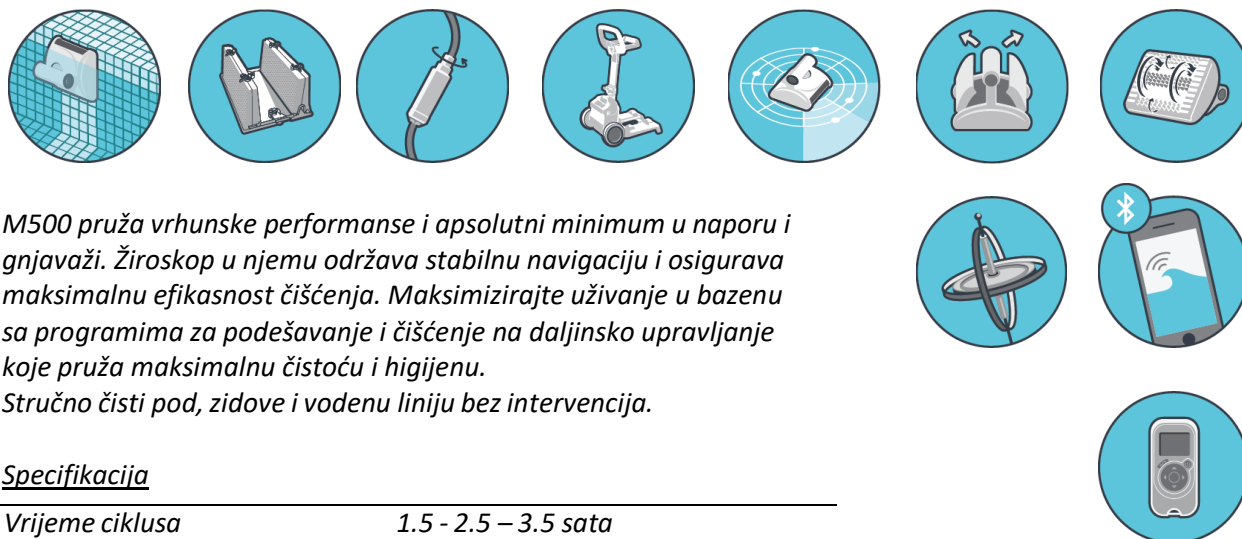 M500 pruža vrhunske performanse i apsolutni minimum u naporu i
gnjavaži. Žiroskop u njemu održava stabilnu navigaciju i osigurava
maksimalnu efikasnost čišćenja. Maksimizirajte uživanje u bazenu
sa programima za podešavanje i čišćenje na daljinsko upravljanje
koje pruža maksimalnu čistoću i higijenu.
Stručno čisti pod, zidove i vodenu liniju bez intervencija.
Specifikacija
Vrijeme ciklusa 1.5 - 2.5 – 3.5 sata